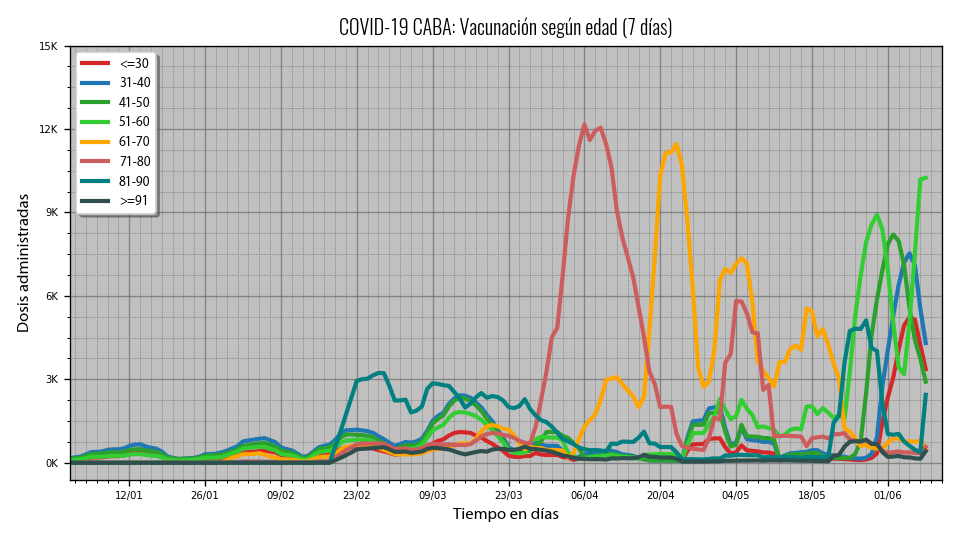 COVID-19 CABA: Vacunación según edad (7 días)
15K
12K
9K
6K
3K
0K
Dosis administradas
<=30
31-40
41-50
51-60
61-70
71-80
81-90
>=91
12/01 26/01 09/02 23/02 09/03 23/03 06/04 20/04 04/05 18/05 01/06
Tiempo en días